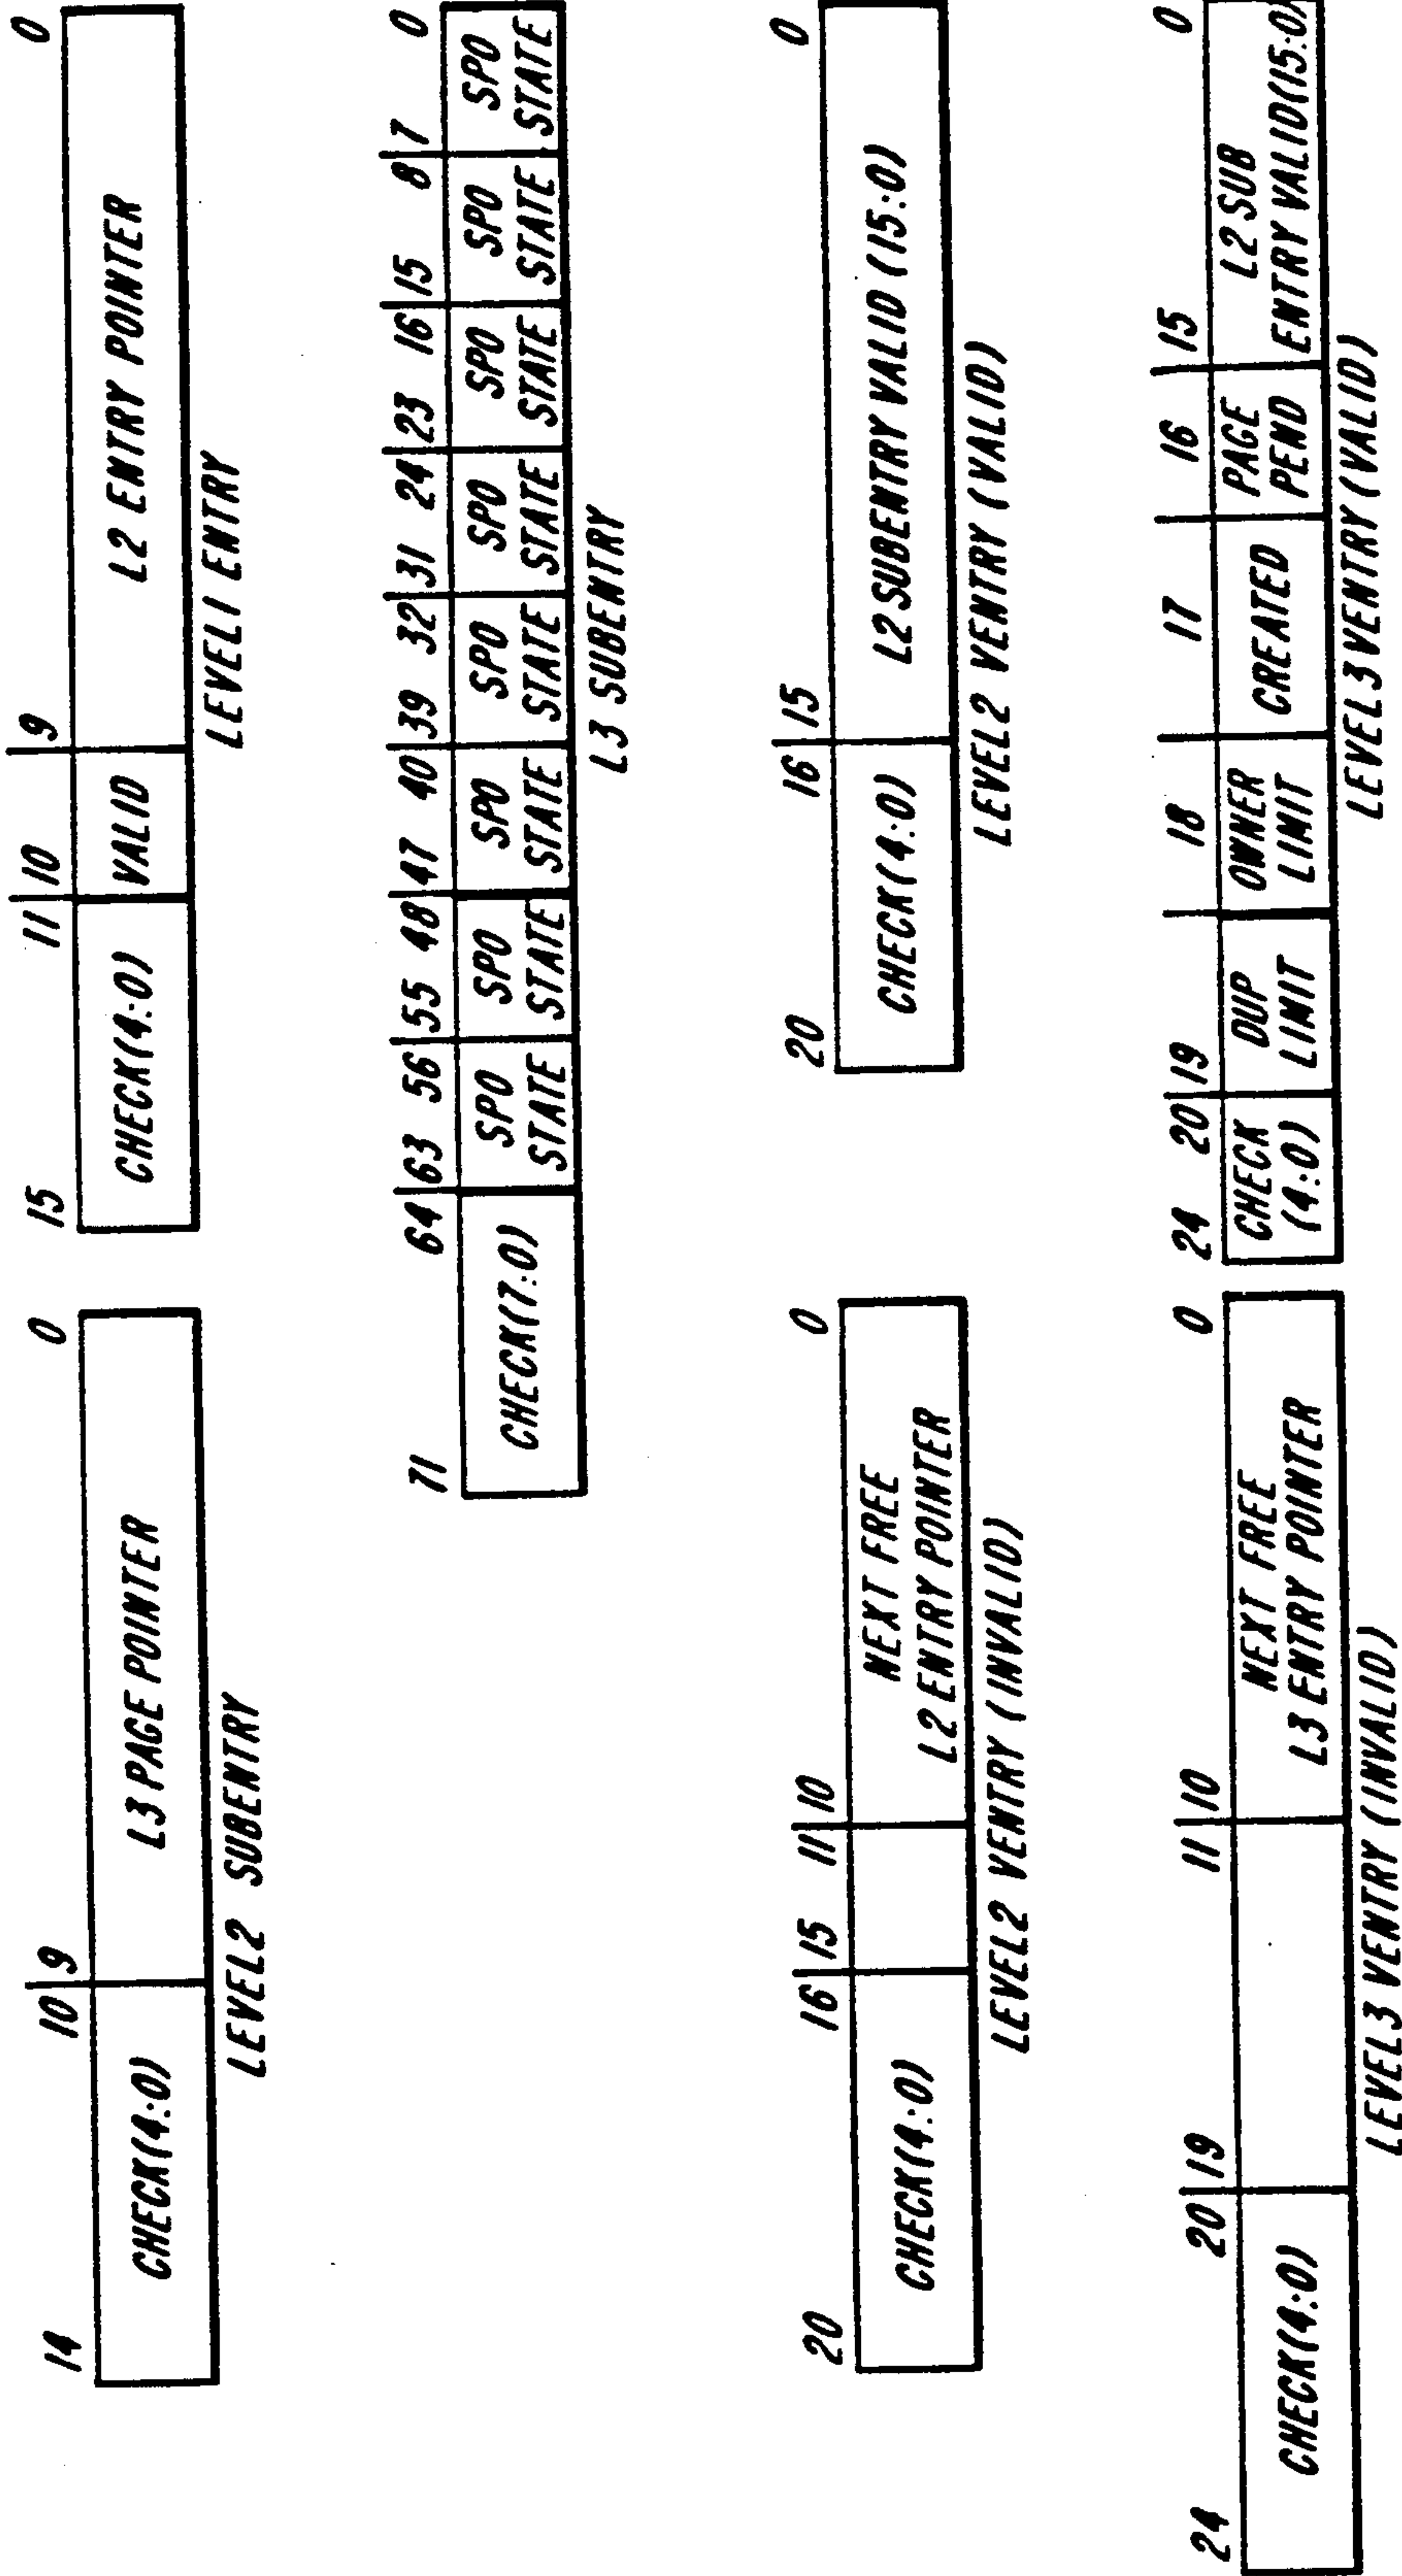 14 10 9 0
CHECK(4:0) L3 PAGE POINTER
LEVEL2 SUBENTRY
15 11 10 9 0
CHECK(4:0) VALID L2 ENTRY POINTER
LEVEL1 ENTRY
71 64 63 56 55 48 47 40 39 32 31 24 23 16 15 8 7 0
CHECK(7:0) SPO SPO SPO SPO SPO SPO SPO SPO
STATE STATE STATE STATE STATE STATE STATE STATE
L3 SUBENTRY
20 16 15 11 10 0
CHECK(4:0) NEXT FREE
L2 ENTRY POINTER
LEVEL2 VENTRY (INVALID)
20 16 15 0
CHECK(4:0) L2 SUBENTRY VALID (15:0)
LEVEL2 VENTRY (VALID)
24 20 19 11 10 0
CHECK(4:0) NEXT FREE
L3 ENTRY POINTER
LEVEL3 VENTRY (INVALID)
24 20 19 18 17 16 15 0
CHECK DUP OWNER CREATED PAGE L2 SUB
(4:0) LIMIT LIMIT PEND ENTRY VALID(15:0)
LEVEL3 VENTRY (VALID)